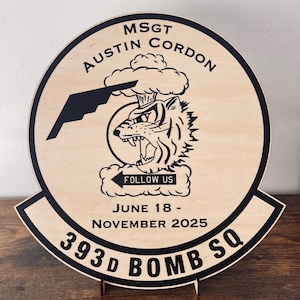 MSgt
Austin Cordon
FOLLOW US
June 18 -
November 2025
393D BOMB SQ